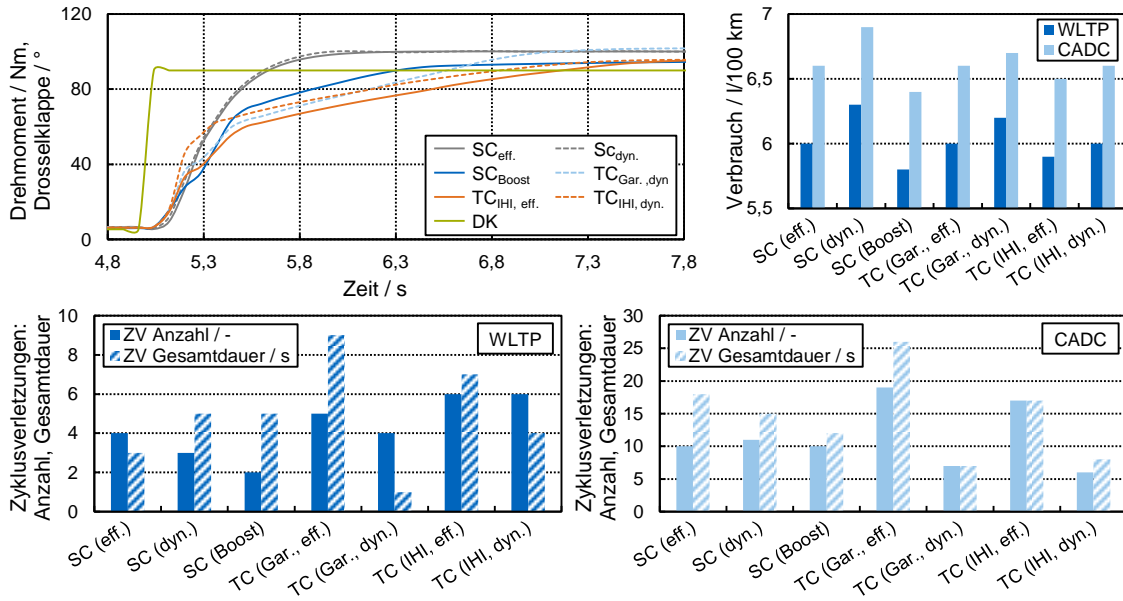 Drehmoment / Nm,
Drosselklappe / °
120
80
40
0
4,8
5,3
5,8
6,3
6,8
7,3
7,8
Zeit / s
SCeff.
Scdyn.
SCBoost
TCGar. ,dyn
TCIHI, eff.
TCIHI, dyn.
DK
Verbrauch / l/100 km
7
6,5
6
5,5
WLTP
CADC
SC (eff.)
SC (dyn.)
SC (Boost)
TC (Gar., eff.)
TC (Gar., dyn.)
TC (IHI, eff.)
TC (IHI, dyn.)
Zyklusverletzungen:
Anzahl, Gesamtdauer
10
8
6
4
2
0
ZV Anzahl / -
ZV Gesamtdauer / s
WLTP
SC (eff.)
SC (dyn.)
SC (Boost)
TC (Gar., eff.)
TC (Gar., dyn.)
TC (IHI, eff.)
TC (IHI, dyn.)
Zyklusverletzungen:
Anzahl, Gesamtdauer
30
25
20
15
10
5
0
ZV Anzahl / -
ZV Gesamtdauer / s
CADC
SC (eff.)
SC (dyn.)
SC (Boost)
TC (Gar., eff.)
TC (Gar., dyn.)
TC (IHI, eff.)
TC (IHI, dyn.)